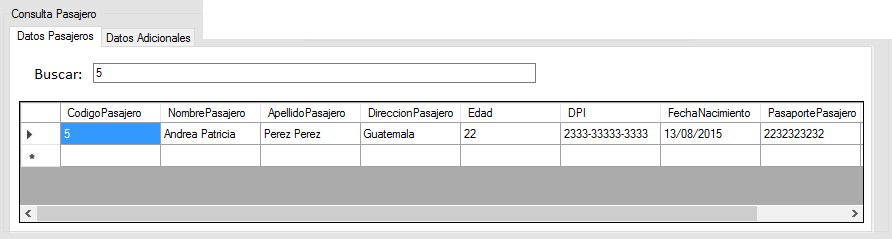 Consulta Pasajero
Datos Pasajeros Datos Adicionales
Buscar: 5
CodigoPasajero NombrePasajero ApellidoPasajero DireccionPasajero Edad DPI FechaNacimiento PasaportePasajero
5 Andrea Patricia Perez Perez Guatemala 22 2333-33333-3333 13/08/2015 2232323232